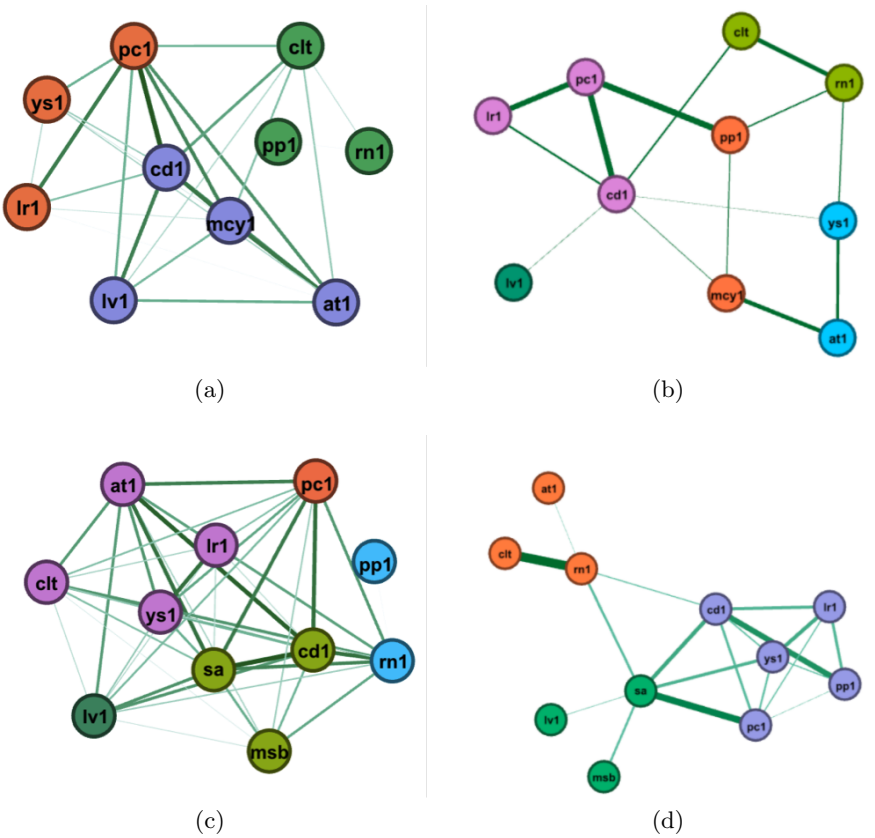 pc1
clt
ys1
pp1
rn1
cd1
lr1
mcy1
lv1
at1
(a)
clt
pc1
rn1
lr1
pp1
cd1
ys1
lv1
mcy1
at1
(b)
at1
pc1
lr1
pp1
clt
ys1
cd1
sa
rn1
lv1
msb
(c)
at1
clt
rn1
cd1
lr1
ys1
pp1
sa
lv1
pc1
msb
(d)